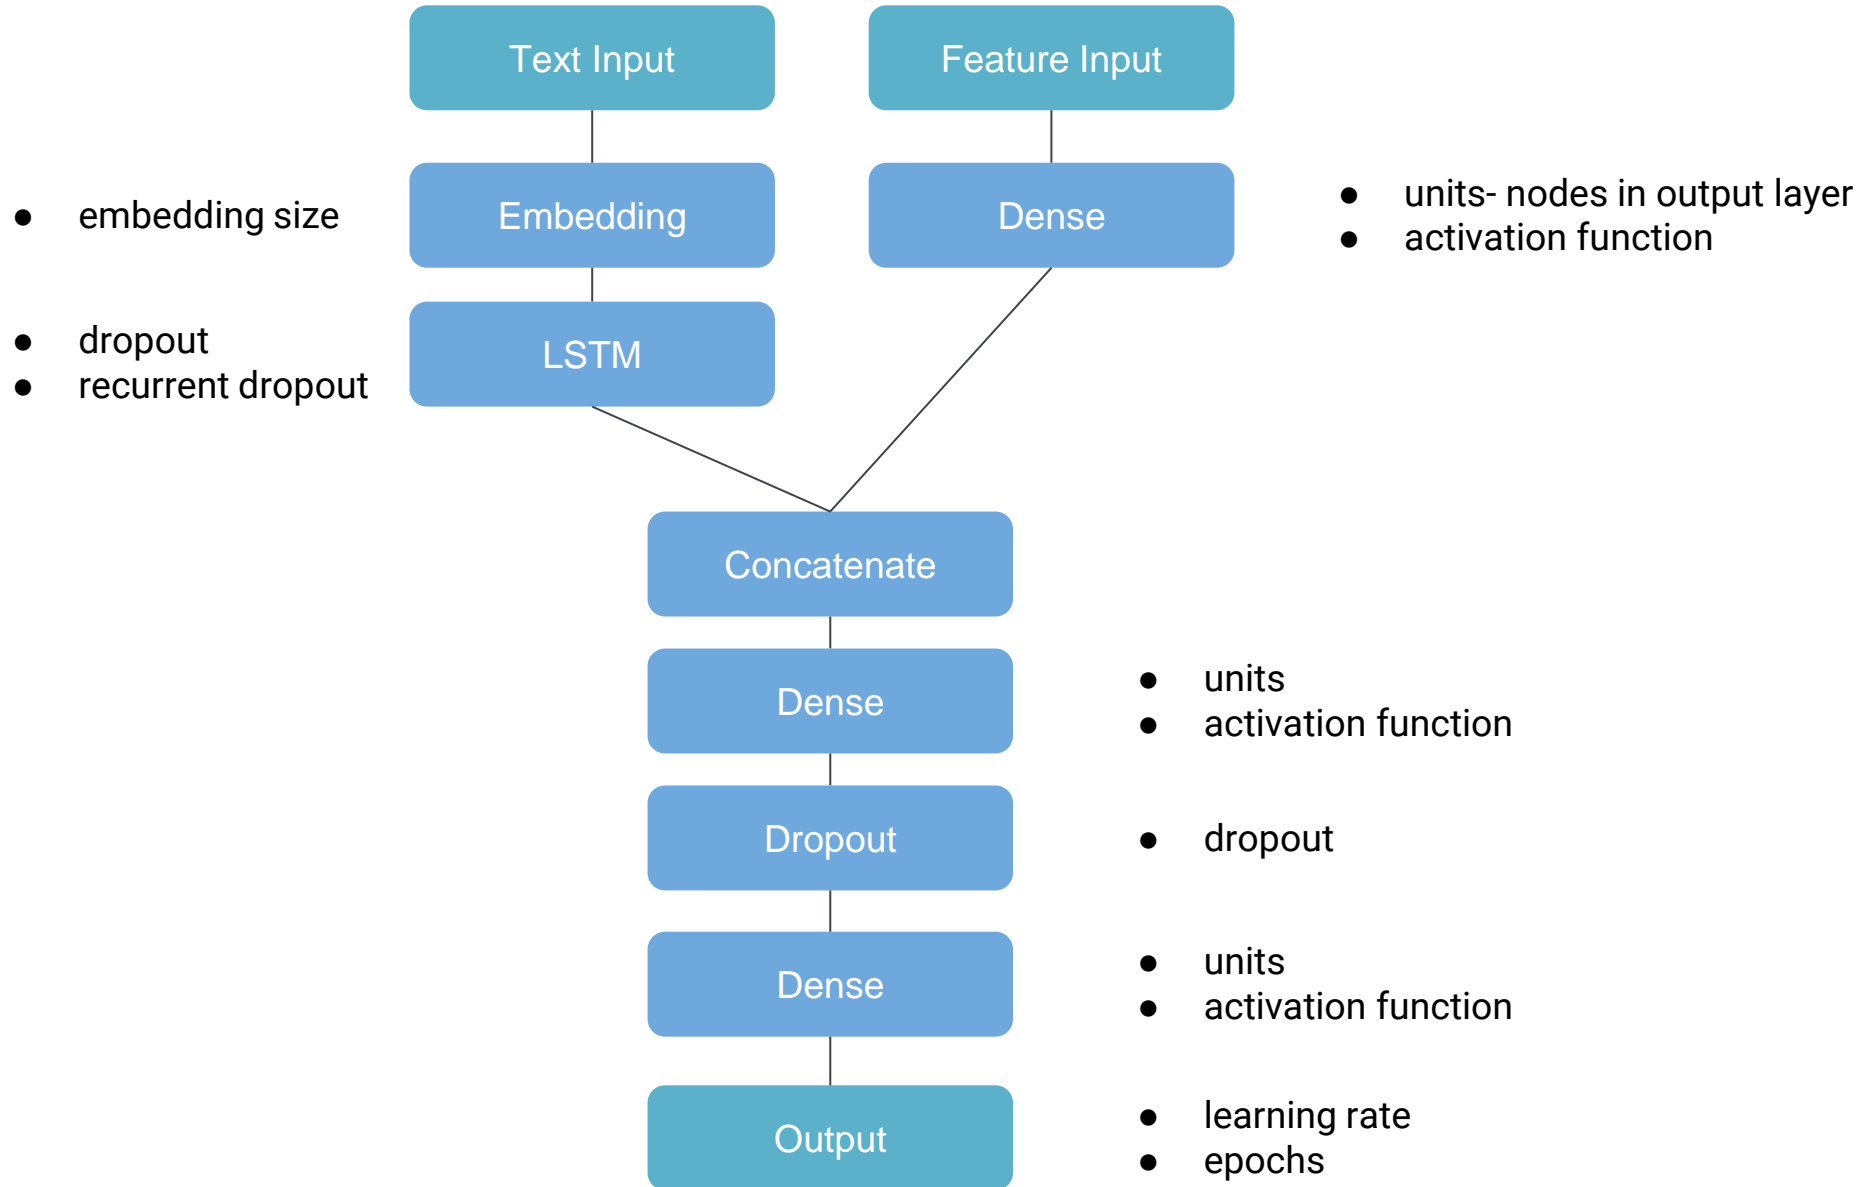 Text Input
Feature Input
● embedding size
Embedding
Dense
● units- nodes in output layer
● activation function
● dropout
● recurrent dropout
LSTM
Concatenate
Dense
● units
● activation function
Dropout
● dropout
Dense
● units
● activation function
Output
● learning rate
● epochs